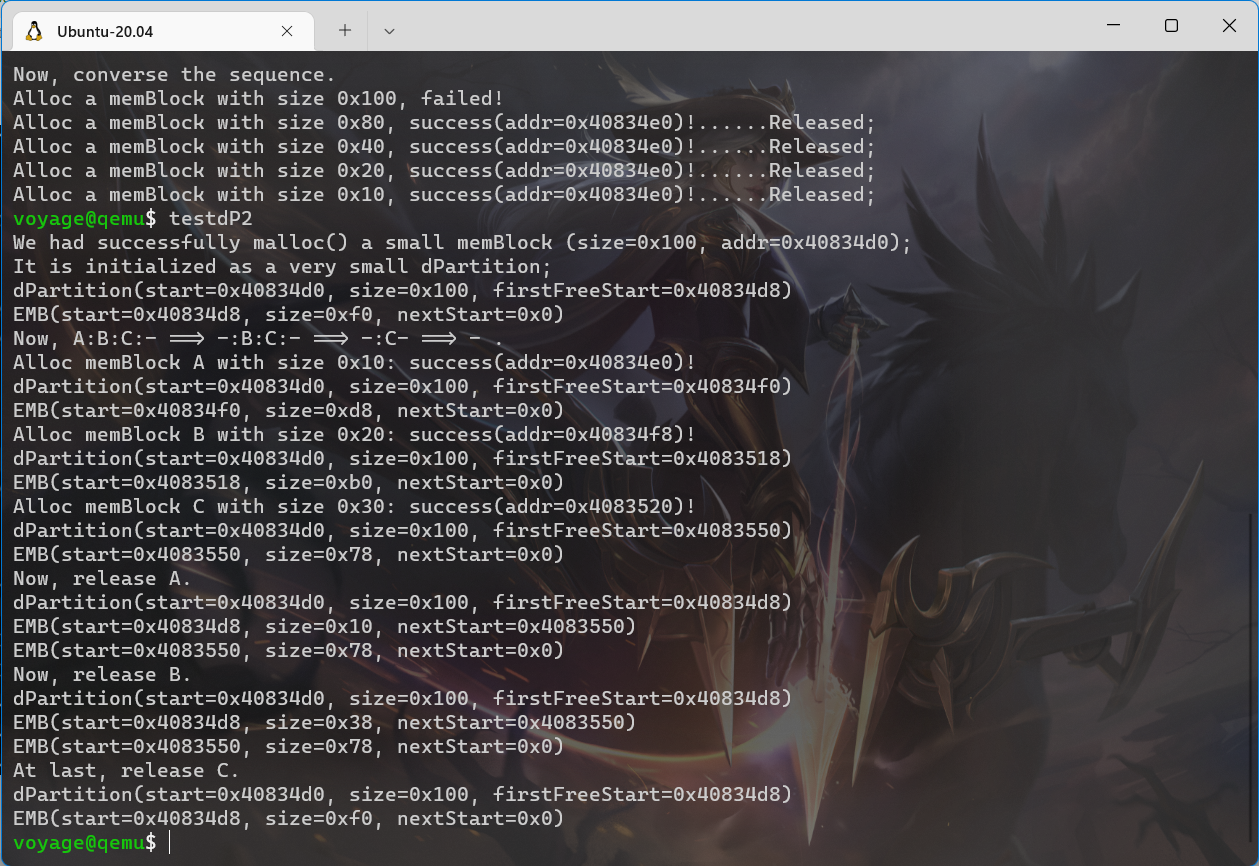 Ubuntu-20.04
Now, converse the sequence.
Alloc a memBlock with size 0x100, failed!
Alloc a memBlock with size 0x80, success(addr=0x40834e0)!......Released;
Alloc a memBlock with size 0x40, success(addr=0x40834e0)!......Released;
Alloc a memBlock with size 0x20, success(addr=0x40834e0)!......Released;
Alloc a memBlock with size 0x10, success(addr=0x40834e0)!......Released;
voyage@qemu$ testdP2
We had successfully malloc() a small memBlock (size=0x100, addr=0x40834d0);
It is initialized as a very small dPartition;
dPartition(start=0x40834d0, size=0x100, firstFreeStart=0x40834d8)
EMB(start=0x40834d8, size=0xf0, nextStart=0x0)
Now, A:B:C:- ==> -:B:C:- ==> -:C- ==> - .
Alloc memBlock A with size 0x10: success(addr=0x40834e0)!
dPartition(start=0x40834d0, size=0x100, firstFreeStart=0x40834f0)
EMB(start=0x40834f0, size=0xd8, nextStart=0x0)
Alloc memBlock B with size 0x20: success(addr=0x40834f8)!
dPartition(start=0x40834d0, size=0x100, firstFreeStart=0x4083518)
EMB(start=0x4083518, size=0xb0, nextStart=0x0)
Alloc memBlock C with size 0x30: success(addr=0x4083520)!
dPartition(start=0x40834d0, size=0x100, firstFreeStart=0x4083550)
EMB(start=0x4083550, size=0x78, nextStart=0x0)
Now, release A.
dPartition(start=0x40834d0, size=0x100, firstFreeStart=0x40834d8)
EMB(start=0x40834d8, size=0x10, nextStart=0x4083550)
EMB(start=0x4083550, size=0x78, nextStart=0x0)
Now, release B.
dPartition(start=0x40834d0, size=0x100, firstFreeStart=0x40834d8)
EMB(start=0x40834d8, size=0x38, nextStart=0x4083550)
EMB(start=0x4083550, size=0x78, nextStart=0x0)
At last, release C.
dPartition(start=0x40834d0, size=0x100, firstFreeStart=0x40834d8)
EMB(start=0x40834d8, size=0xf0, nextStart=0x0)
voyage@qemu$